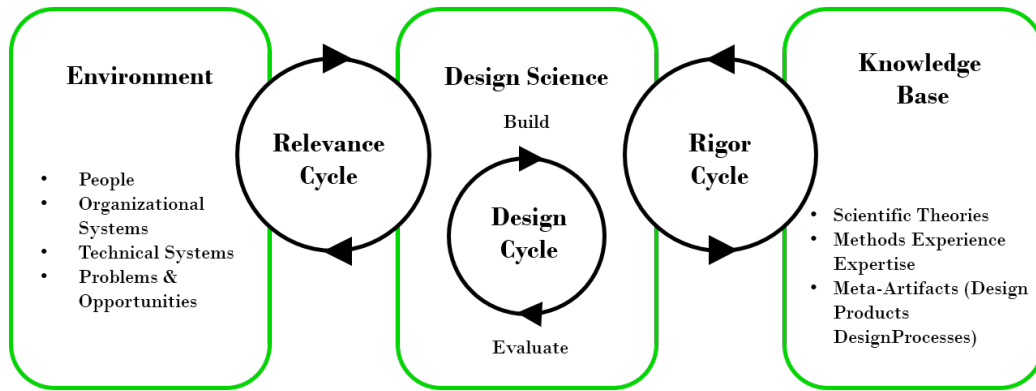 Environment
• People
• Organizational
Systems
• Technical Systems
• Problems &
Opportunities
Relevance
Cycle
Design Science
Build
Design
Cycle
Evaluate
Rigor
Cycle
Knowledge
Base
• Scientific Theories
• Methods Experience
Expertise
• Meta-Artifacts (Design
Products
DesignProcesses)